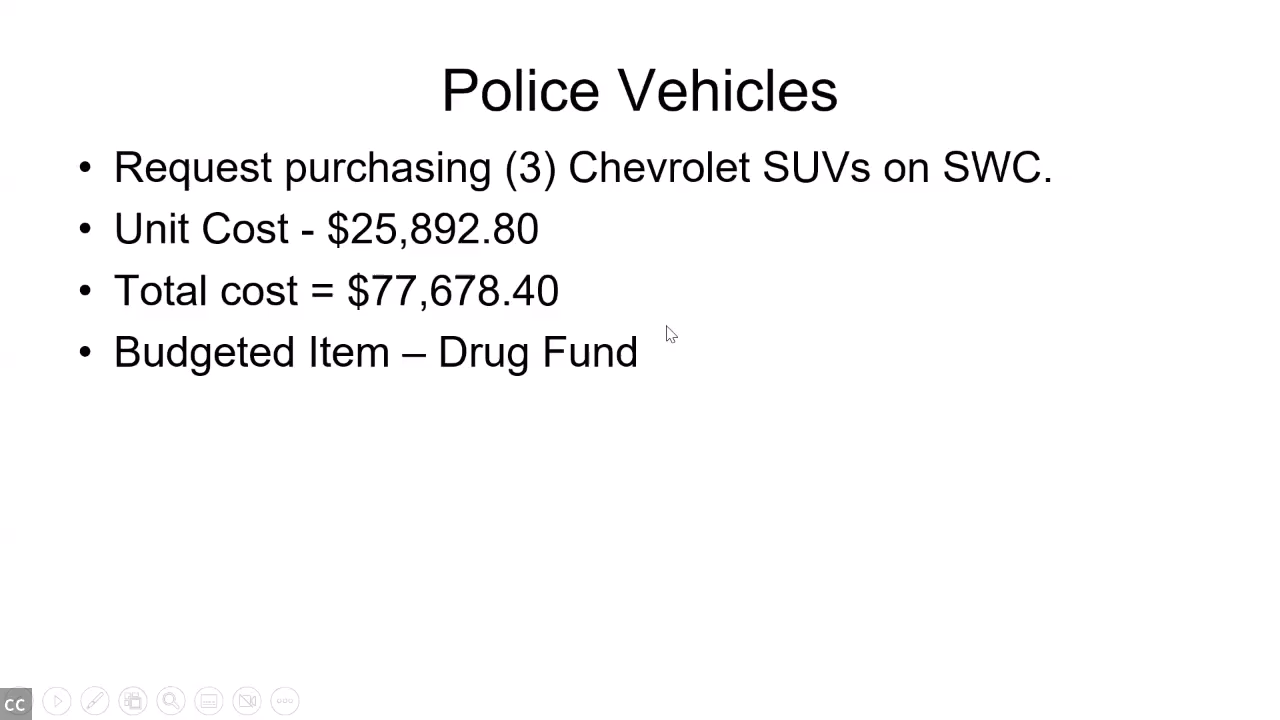 Police Vehicles
• Request purchasing (3) Chevrolet SUVs on SWC.
• Unit Cost - $25,892.80
• Total cost = $77,678.40
• Budgeted Item – Drug Fund
CC